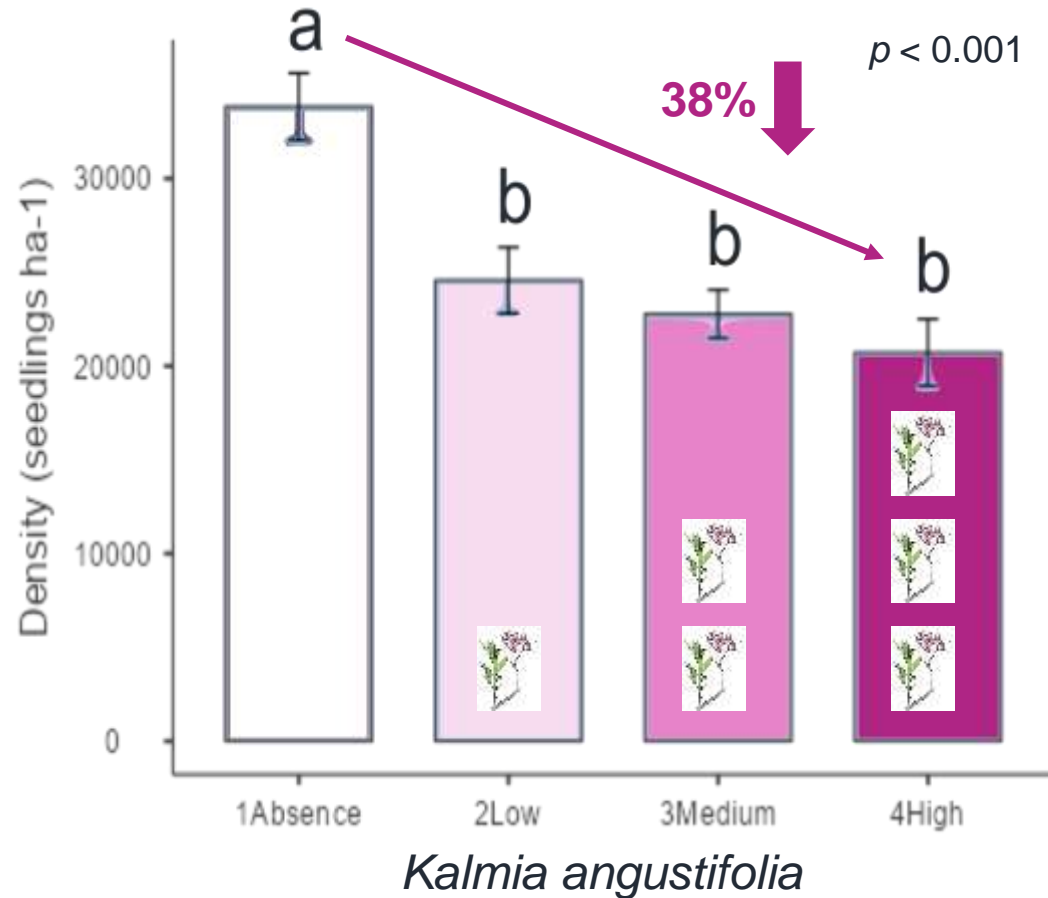 a
p < 0.001
38%
b
b
b
Density (seedlings ha-1)
30000
20000
10000
0
1Absence 2Low 3Medium 4High
Kalmia angustifolia